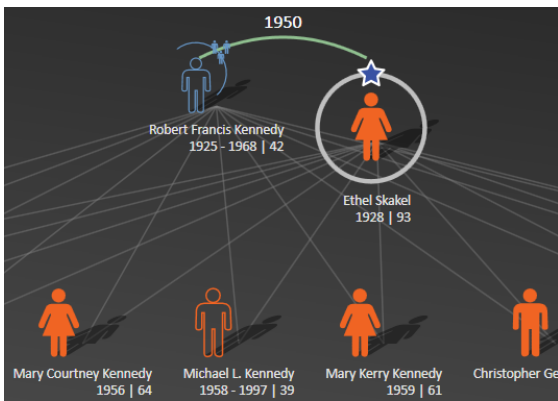 1950
Robert Francis Kennedy
1925 - 1968 | 42
Ethel Skakel
1928 | 93
Mary Courtney Kennedy
1956 | 64
Michael L. Kennedy
1958 - 1997 | 39
Mary Kerry Kennedy
1959 | 61
Christopher